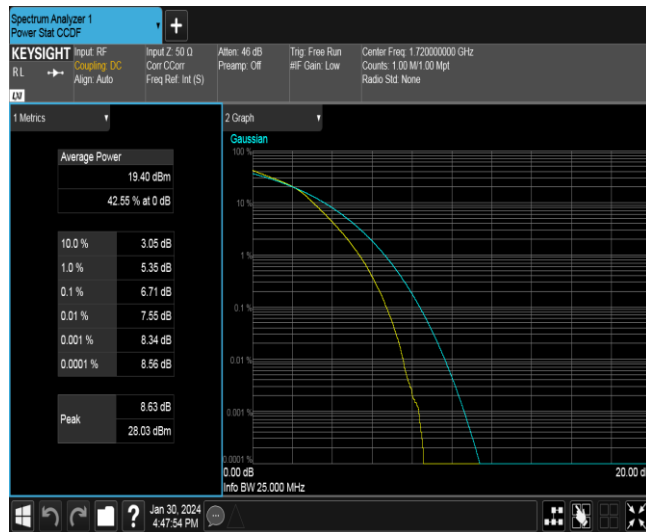 Spectrum Analyzer 1
Power Stat CCDF
+
KEYSIGHT
RL
LXI
Input: RF
Coupling: DC
Align: Auto
Input Z: 50 Ω
Corr CCorr
Freq Ref: Int (S)
Atten: 46 dB
Preamp: Off
Trig: Free Run
#IF Gain: Low
Center Freq: 1.720000000 GHz
Counts: 1.00 M/1.00 Mpt
Radio Std: None
1 Metrics
Average Power
19.40 dBm
42.55 % at 0 dB
10.0 % 3.05 dB
1.0 % 5.35 dB
0.1 % 6.71 dB
0.01 % 7.55 dB
0.001 % 8.34 dB
0.0001 % 8.56 dB
Peak
8.63 dB
28.03 dBm
2 Graph
Gaussian
100 %
10 %
1 %
0.1 %
0.01 %
0.001 %
0.0001 %
0.00 dB
20.00 d
Info BW 25.000 MHz
?
Jan 30, 2024
4:47:54 PM